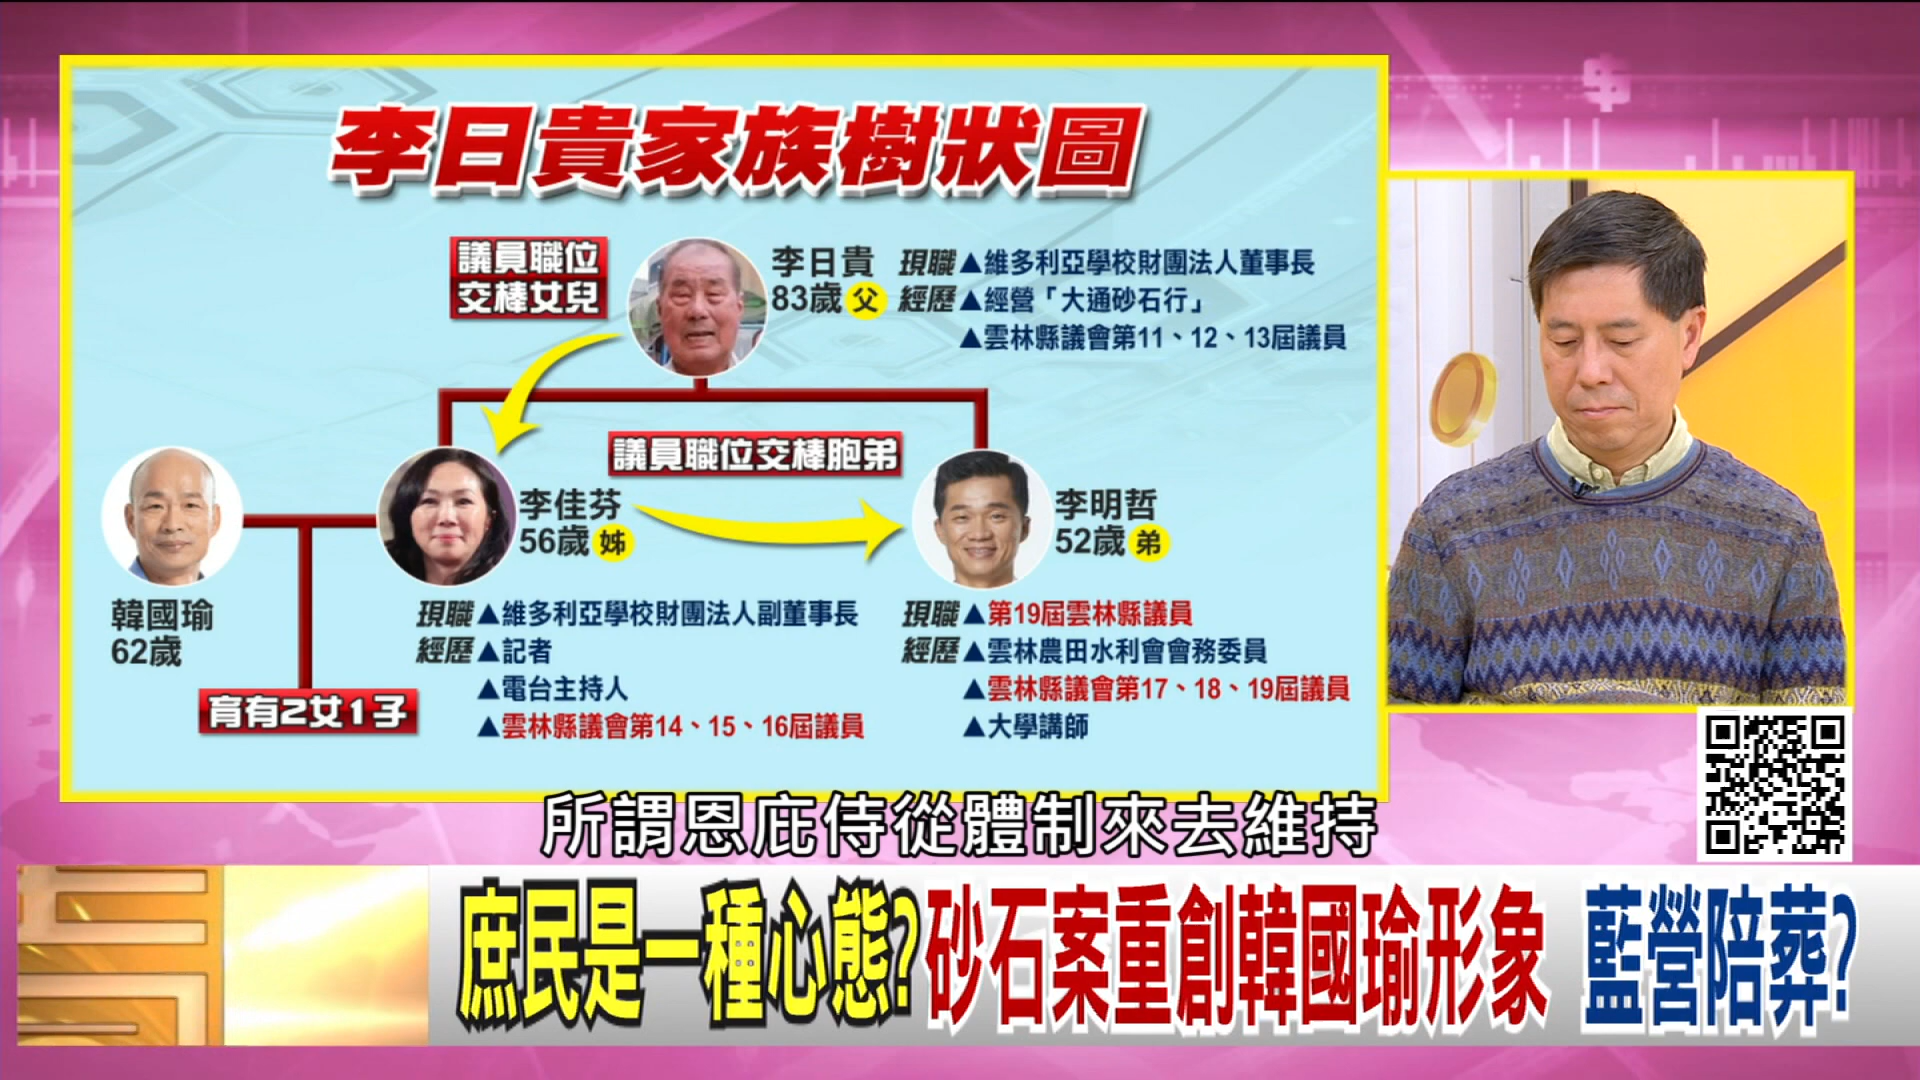 李日貴家族樹狀圖
議員職位
交棒女兒
李日貴
83歲 父
現職 ▲維多利亞學校財團法人董事長
經歷 ▲經營「大通砂石行」
▲雲林縣議會第11、12、13屆議員
議員職位交棒胞弟
韓國瑜
62歲
育有2女1子
李佳芬
56歲 姊
現職 ▲維多利亞學校財團法人副董事長
經歷 ▲記者
▲電台主持人
▲雲林縣議會第14、15、16屆議員
李明哲
52歲 弟
現職 ▲第19屆雲林縣議員
經歷 ▲雲林農田水利會會務委員
▲雲林縣議會第17、18、19屆議員
▲大學講師
所謂恩庇侍從體制來去維持
庶民是一種心態?砂石案重創韓國瑜形象 藍營陪葬?